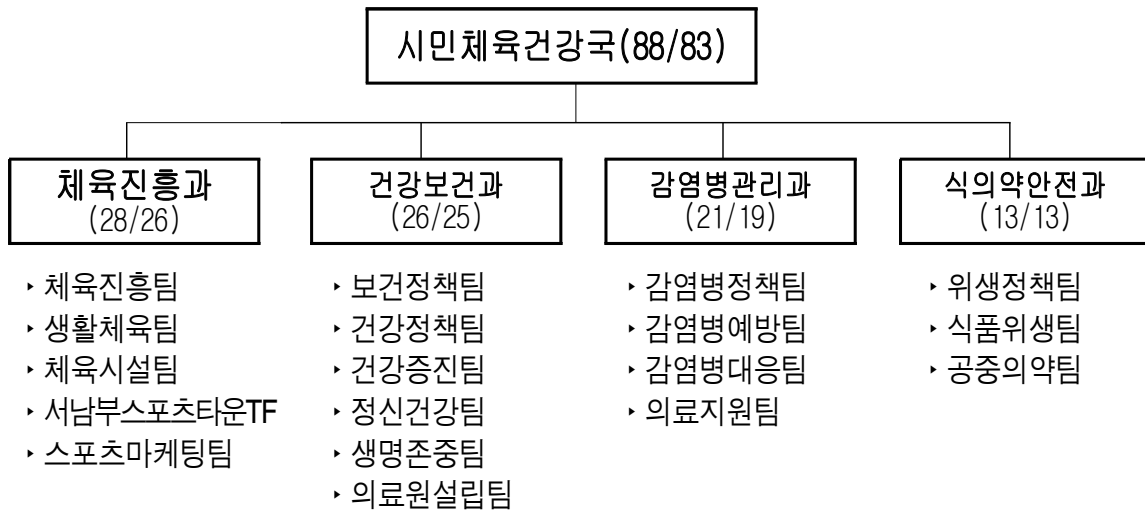 시민체육건강국(88/83)
체육진흥과
(28/26)
‣ 체육진흥팀
‣ 생활체육팀
‣ 체육시설팀
‣ 서남부스포츠타운TF
‣ 스포츠마케팅팀
건강보건과
(26/25)
‣ 보건정책팀
‣ 건강정책팀
‣ 건강증진팀
‣ 정신건강팀
‣ 생명존중팀
‣ 의료원설립팀
감염병관리과
(21/19)
‣ 감염병정책팀
‣ 감염병예방팀
‣ 감염병대응팀
‣ 의료지원팀
식의약안전과
(13/13)
‣ 위생정책팀
‣ 식품위생팀
‣ 공중의약팀